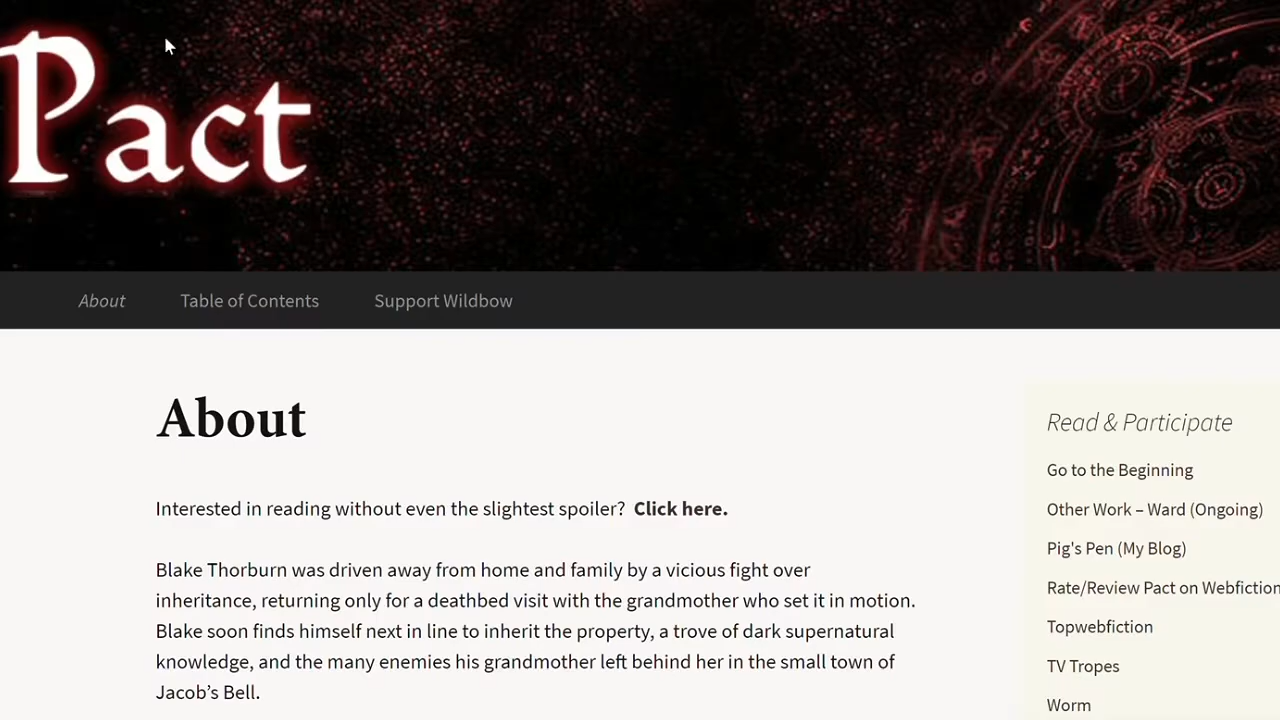 Pact
About Table of Contents Support Wildbow
About
Interested in reading without even the slightest spoiler? Click here.
Blake Thorburn was driven away from home and family by a vicious fight over
inheritance, returning only for a deathbed visit with the grandmother who set it in motion.
Blake soon finds himself next in line to inherit the property, a trove of dark supernatural
knowledge, and the many enemies his grandmother left behind her in the small town of
Jacob’s Bell.
Read & Participate
Go to the Beginning
Other Work – Ward (Ongoing)
Pig's Pen (My Blog)
Rate/Review Pact on Webfiction
Topwebfiction
TV Tropes
Worm